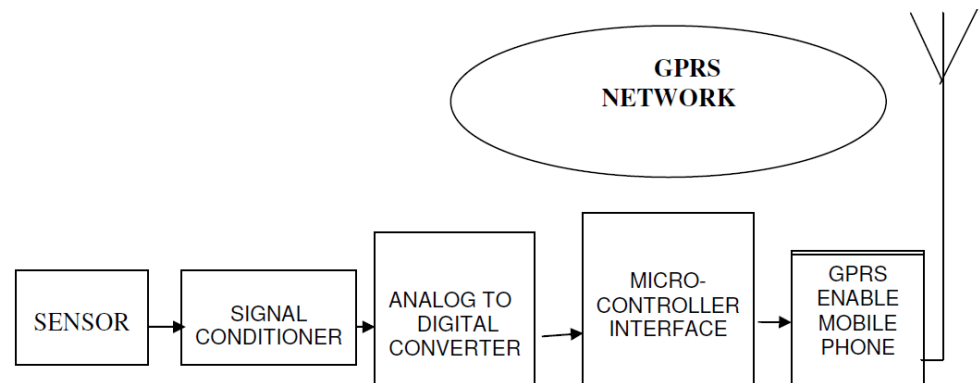 GPRS
NETWORK
SENSOR
SIGNAL
CONDITIONER
ANALOG TO
DIGITAL
CONVERTER
MICRO-
CONTROLLER
INTERFACE
GPRS
ENABLE
MOBILE
PHONE